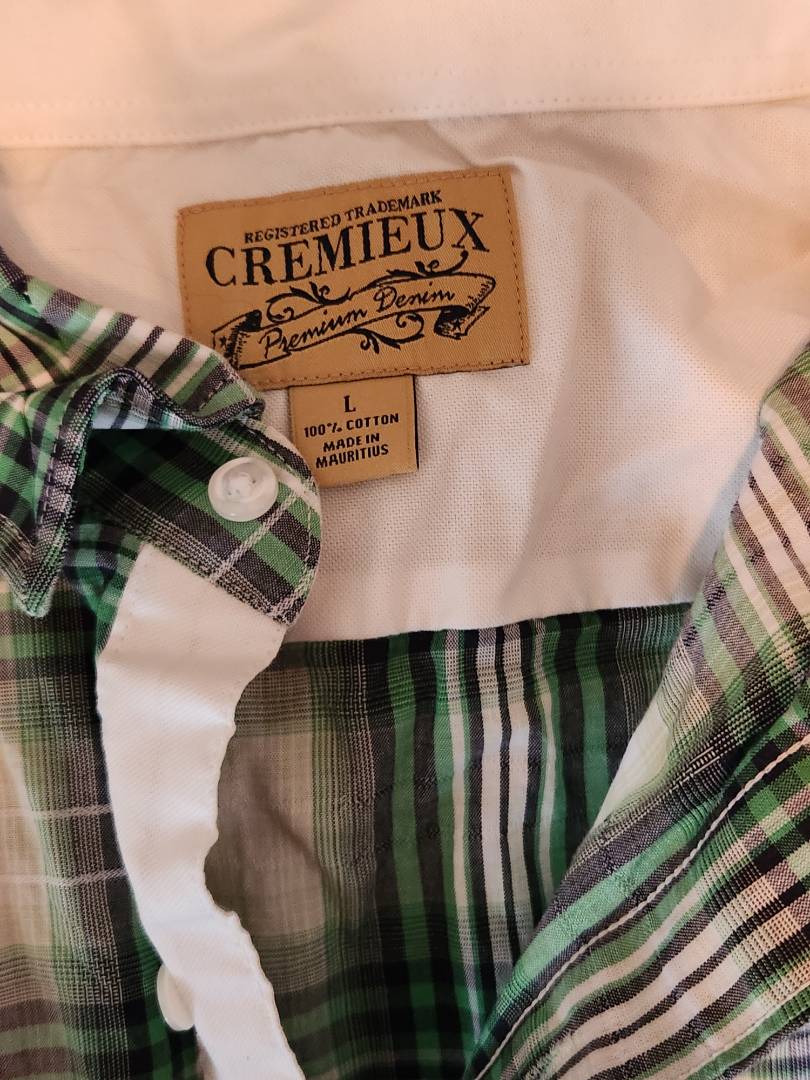 REGISTERED TRADEMARK
CREMIEUX
Premium Denim
L
100% COTTON
MADE IN
MAURITIUS